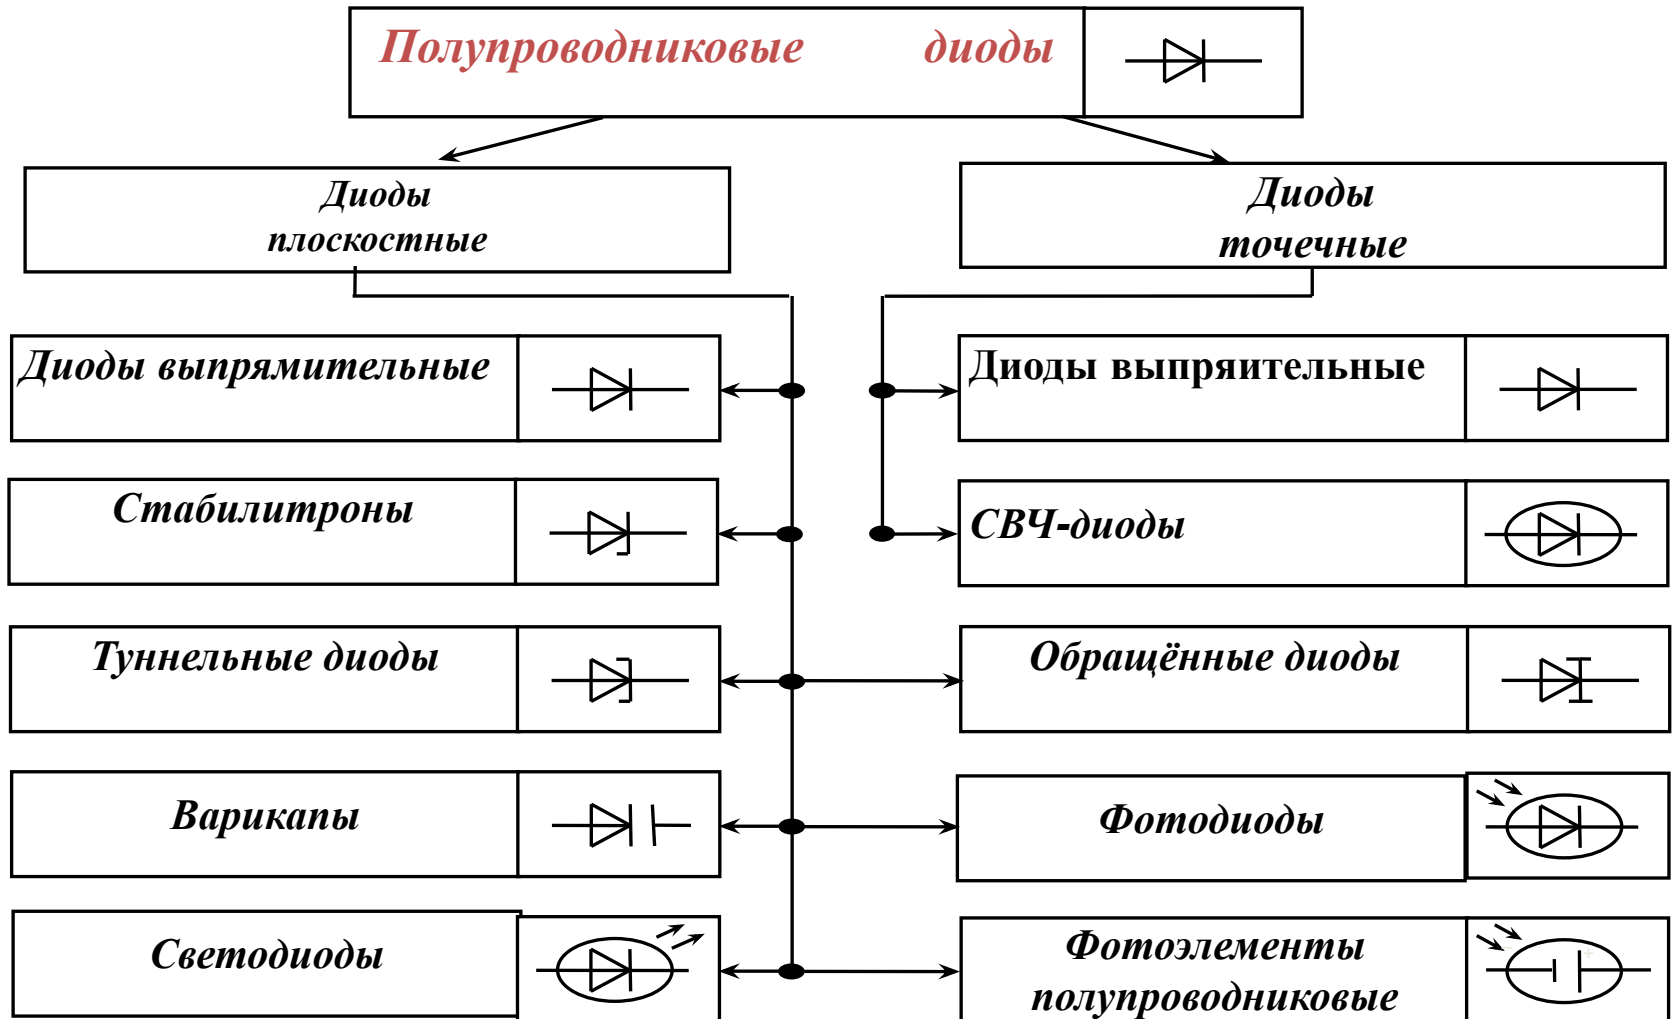 Полупроводниковые диоды
Диоды
плоскостные
Диоды
точечные
Диоды выпрямительные
Диоды выпряительные
Стабилитроны
СВЧ-диоды
Туннельные диоды
Обращённые диоды
Варикапы
Фотодиоды
Светодиоды
Фотоэлементы
полупроводниковые